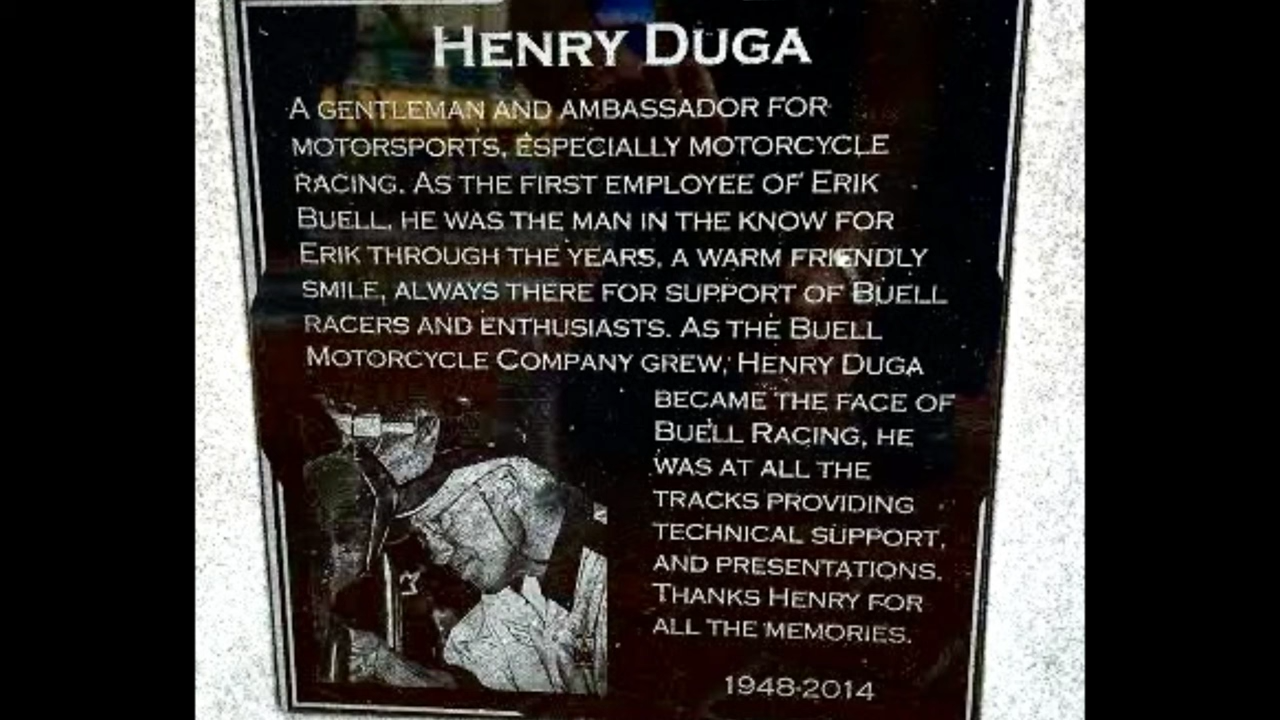 HENRY DUGA
A GENTLEMAN AND AMBASSADOR FOR
MOTORSPORTS, ESPECIALLY MOTORCYCLE
RACING. AS THE FIRST EMPLOYEE OF ERIK
BUELL, HE WAS THE MAN IN THE KNOW FOR
ERIK THROUGH THE YEARS, A WARM FRIENDLY
SMILE, ALWAYS THERE FOR SUPPORT OF BUELL
RACERS AND ENTHUSIASTS. AS THE BUELL
MOTORCYCLE COMPANY GREW, HENRY DUGA
BECAME THE FACE OF
BUELL RACING, HE
WAS AT ALL THE
TRACKS PROVIDING
TECHNICAL SUPPORT,
AND PRESENTATIONS.
THANKS HENRY FOR
ALL THE MEMORIES.
1948-2014